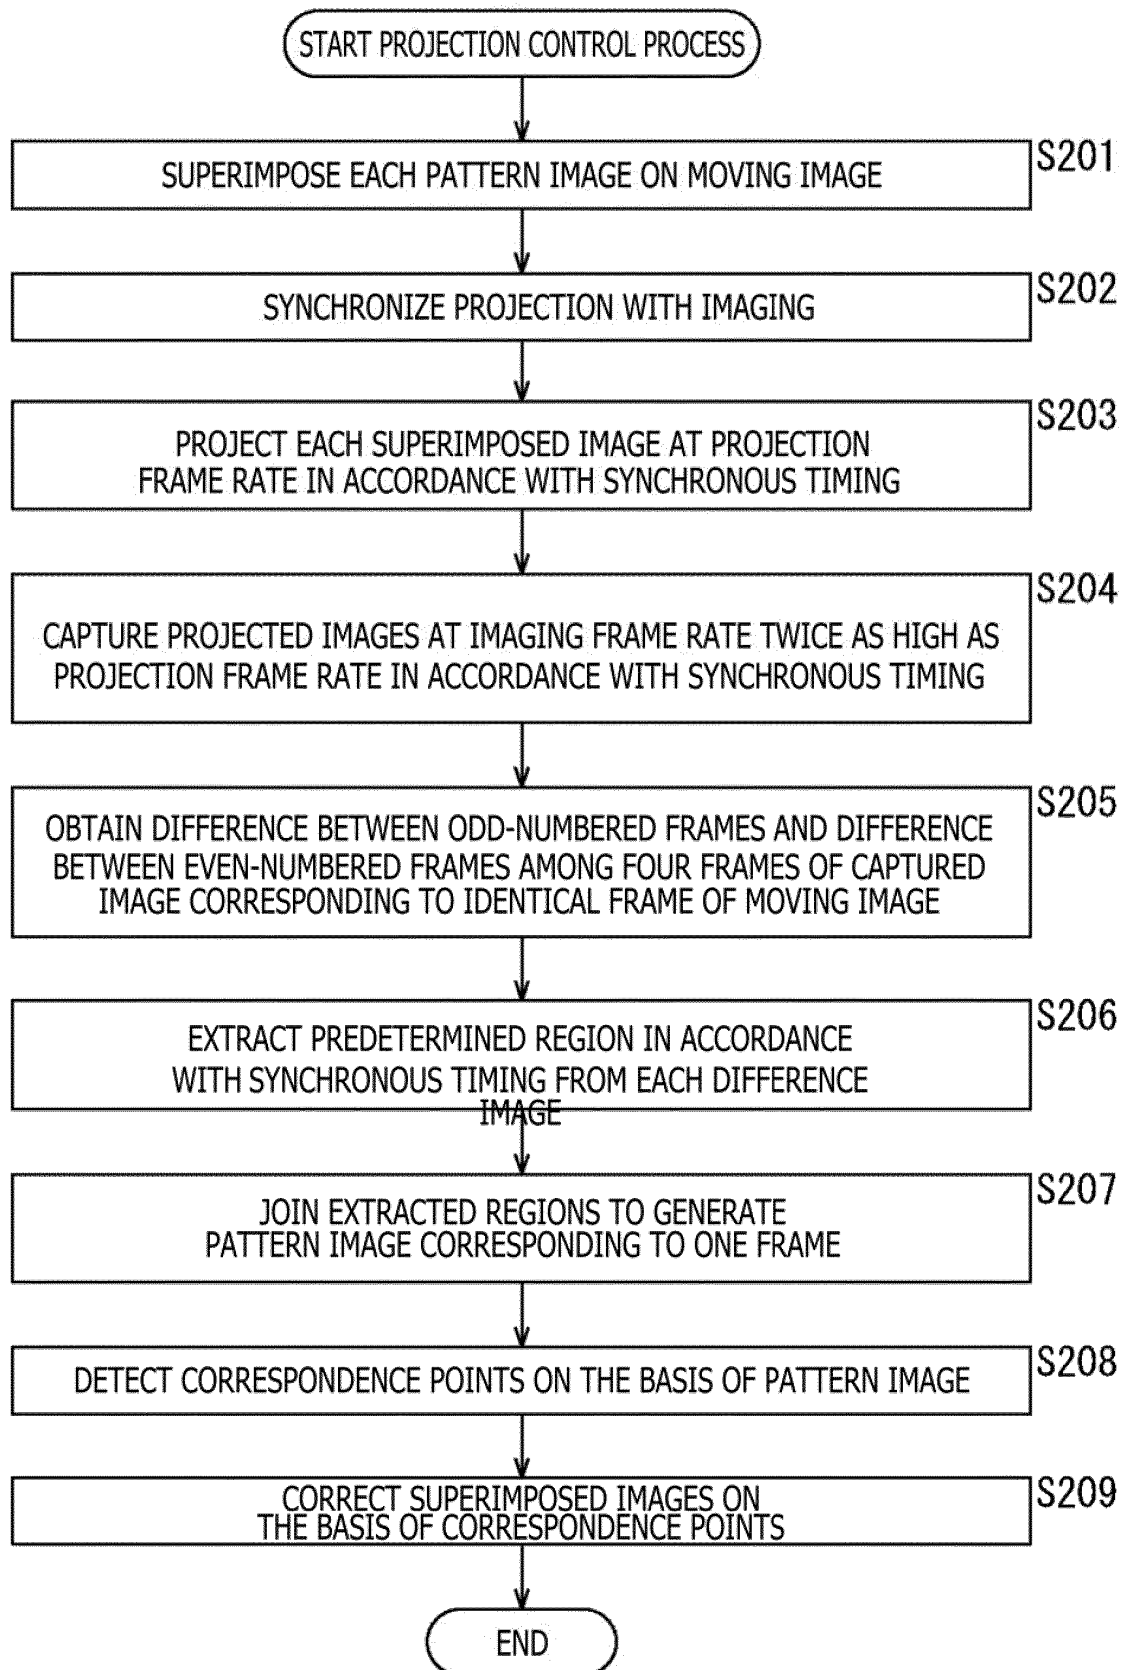 START PROJECTION CONTROL PROCESS
S201
SUPERIMPOSE EACH PATTERN IMAGE ON MOVING IMAGE
S202
SYNCHRONIZE PROJECTION WITH IMAGING
S203
PROJECT EACH SUPERIMPOSED IMAGE AT PROJECTION
FRAME RATE IN ACCORDANCE WITH SYNCHRONOUS TIMING
S204
CAPTURE PROJECTED IMAGES AT IMAGING FRAME RATE TWICE AS HIGH AS
PROJECTION FRAME RATE IN ACCORDANCE WITH SYNCHRONOUS TIMING
S205
OBTAIN DIFFERENCE BETWEEN ODD-NUMBERED FRAMES AND DIFFERENCE
BETWEEN EVEN-NUMBERED FRAMES AMONG FOUR FRAMES OF CAPTURED
IMAGE CORRESPONDING TO IDENTICAL FRAME OF MOVING IMAGE
S206
EXTRACT PREDETERMINED REGION IN ACCORDANCE
WITH SYNCHRONOUS TIMING FROM EACH DIFFERENCE
IMAGE
S207
JOIN EXTRACTED REGIONS TO GENERATE
PATTERN IMAGE CORRESPONDING TO ONE FRAME
S208
DETECT CORRESPONDENCE POINTS ON THE BASIS OF PATTERN IMAGE
S209
CORRECT SUPERIMPOSED IMAGES ON
THE BASIS OF CORRESPONDENCE POINTS
END